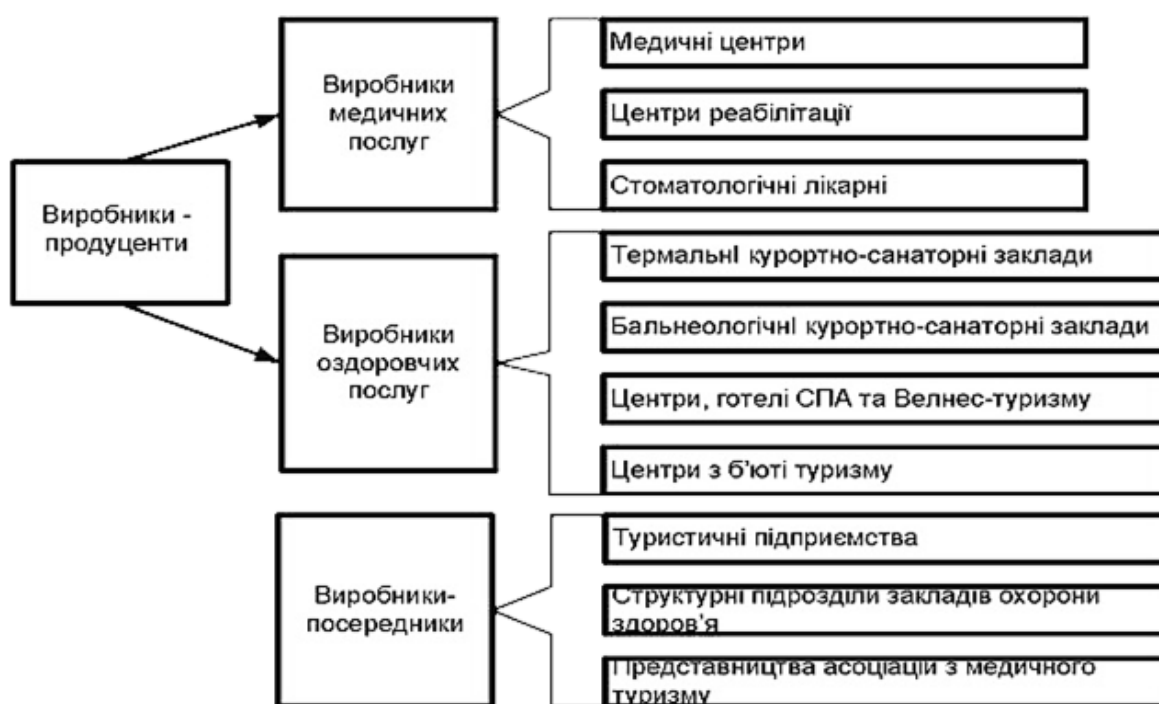 Виробники -
продуценти
Виробники
медичних
послуг
Медичні центри
Центри реабілітації
Стоматологічні лікарні
Виробники
оздоровчих
послуг
ТермальнІ курортно-санаторні заклади
БальнеологічнІ курортно-санаторні заклади
Центри, готелі СПА та Велнес-туризму
Центри з б'юті туризму
Виробники-
посередники
Туристичні підприємства
Структурні підрозділи закладів охорони
здоров'я
Представництва асоціацій з медичного
туризму